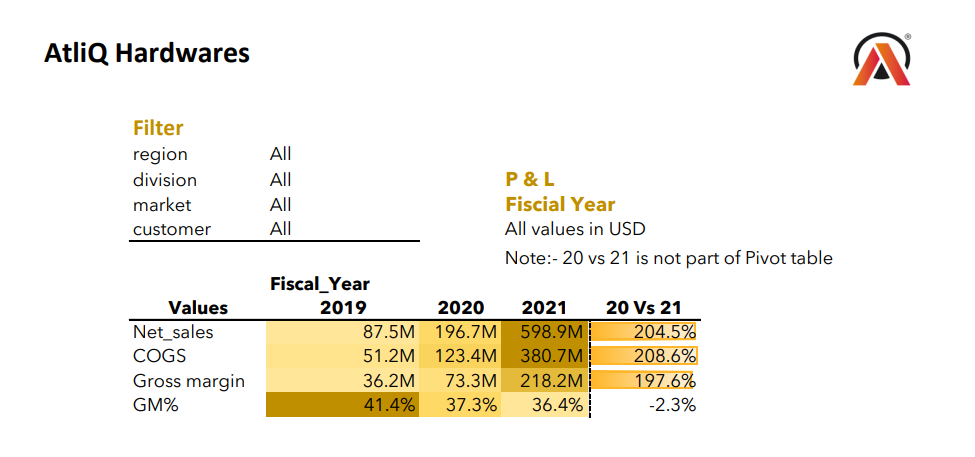 AtliQ Hardwares
®
Filter
region All
division All
market All
customer All
P & L
Fiscial Year
All values in USD
Note:- 20 vs 21 is not part of Pivot table
Fiscal_Year
Values 2019 2020 2021 20 Vs 21
Net_sales 87.5M 196.7M 598.9M 204.5%
COGS 51.2M 123.4M 380.7M 208.6%
Gross margin 36.2M 73.3M 218.2M 197.6%
GM% 41.4% 37.3% 36.4% -2.3%